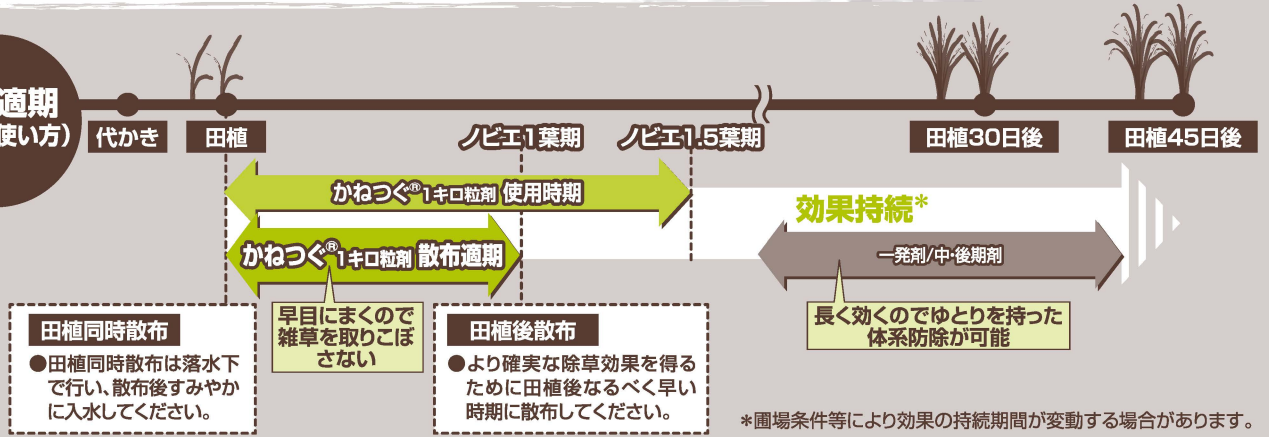 適期
使い方）
代かき
田植
ノビエ1葉期
ノビエ1.5葉期
田植30日後
田植45日後
かねつぐ®1キロ粒剤 使用時期
効果持続*
かねつぐ®1キロ粒剤 散布適期
一発剤/中・後期剤
早目にまくので
雑草を取りこぼ
さない
長く効くのでゆとりを持った
体系防除が可能
田植同時散布
●田植同時散布は落水下
で行い、散布後すみやか
に入水してください。
田植後散布
●より確実な除草効果を得る
ために田植後なるべく早い
時期に散布してください。
*圃場条件等により効果の持続期間が変動する場合があります。